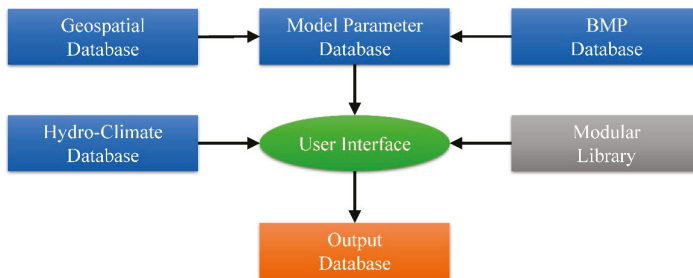 Geospatial
Database
Model Parameter
Database
BMP
Database
Hydro-Climate
Database
User Interface
Modular
Library
Output
Database